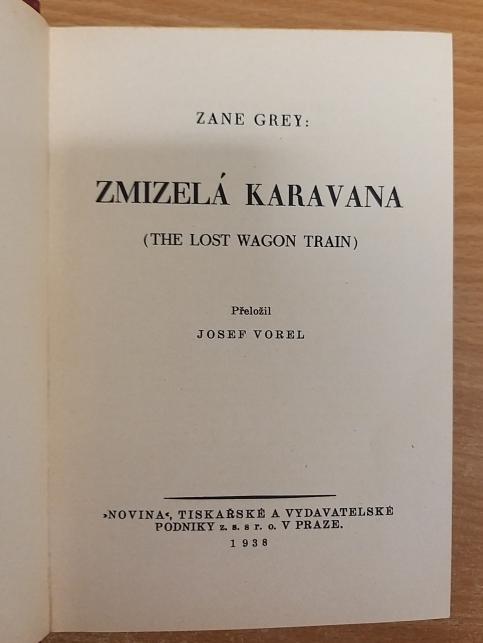 ZANE GREY:
ZMIZELÁ KARAVANA
(THE LOST WAGON TRAIN)
Přeložil
JOSEF VOREL
›NOVINA‹, TISKAŘSKÉ A VYDAVATELSKÉ
PODNIKY z. s. s r. o. V PRAZE.
1938